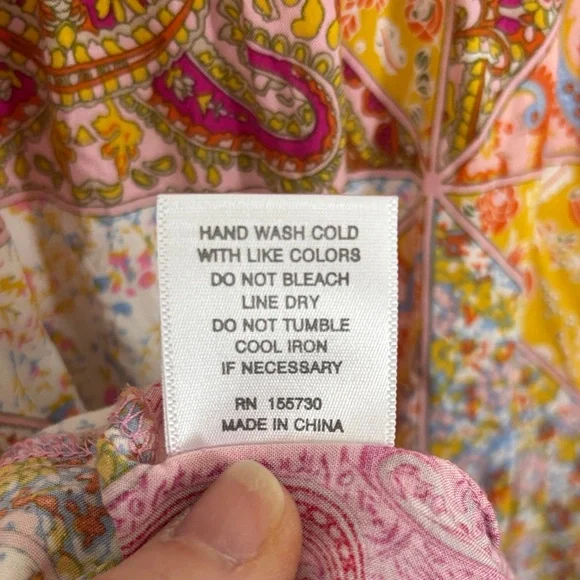 HAND WASH COLD
WITH LIKE COLORS
DO NOT BLEACH
LINE DRY
DO NOT TUMBLE
COOL IRON
IF NECESSARY
RN 155730
MADE IN CHINA